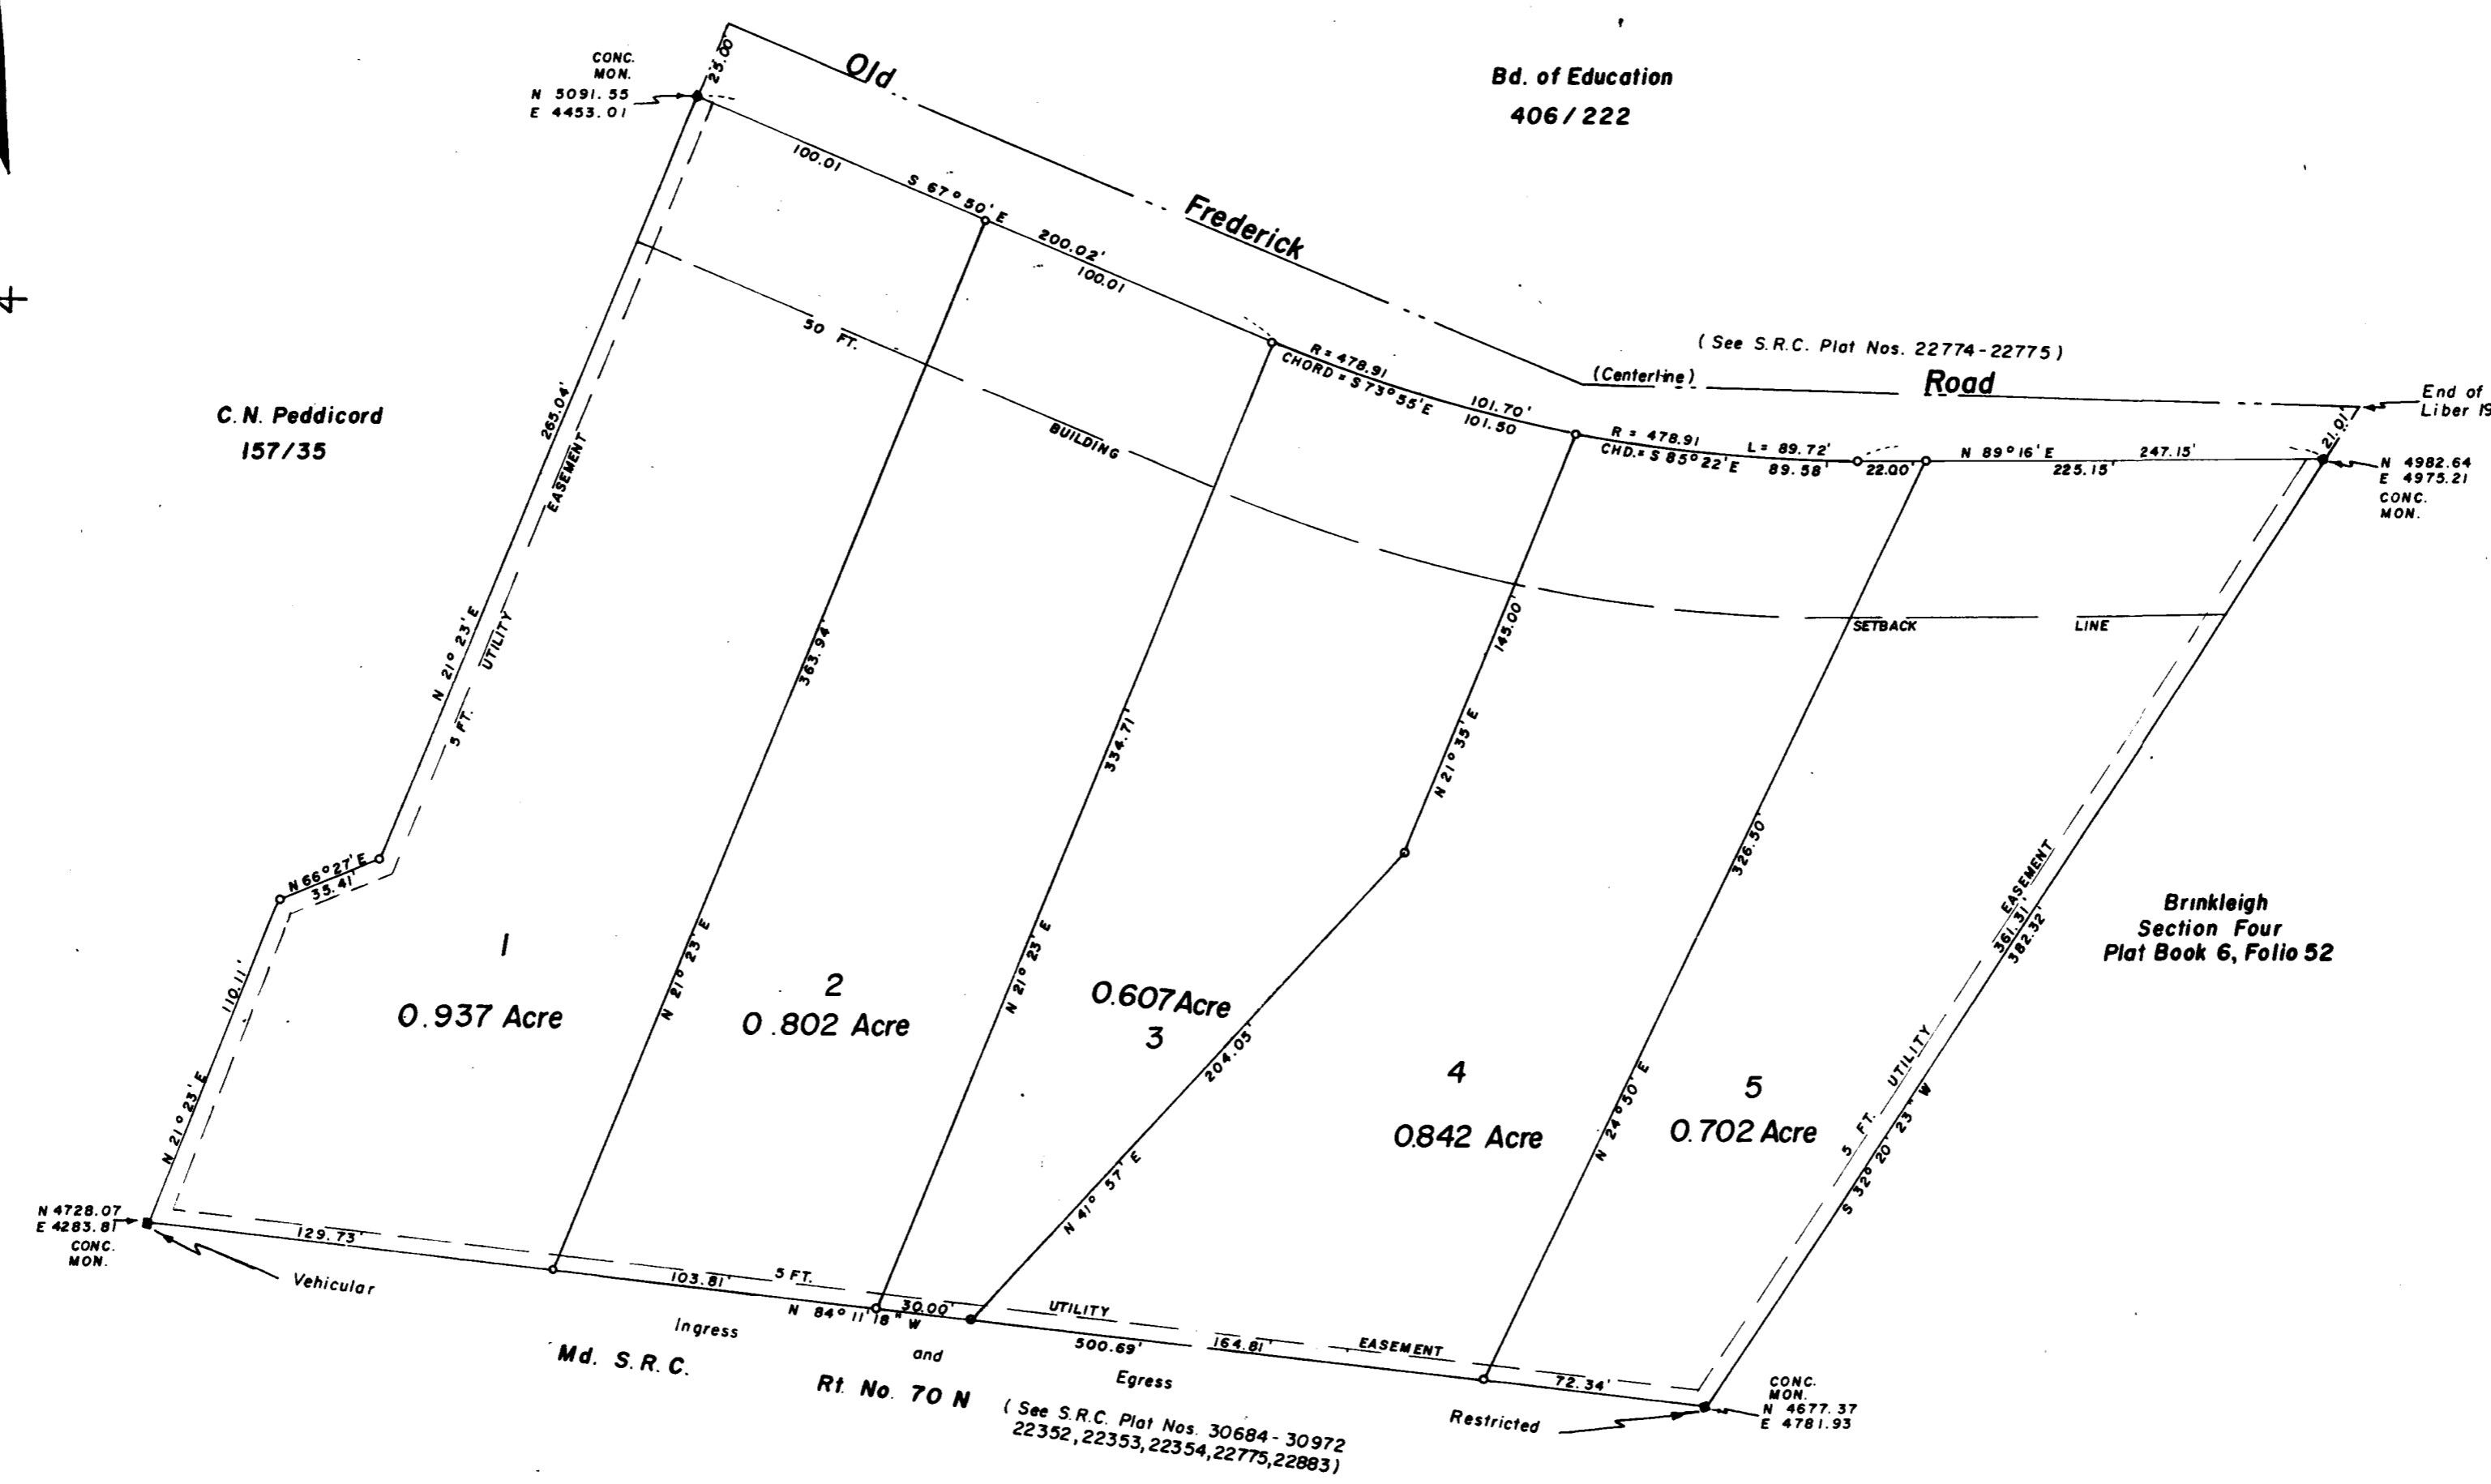 25.00'
CONC.
MON.
N 5091.55
E 4453.01
Old
Frederick
Road
(Centerline)
Bd. of Education
406/222
(See S.R.C. Plat Nos. 22774-22775)
End of
Liber
21.01'
N 4982.64
E 4975.21
CONC.
MON.
4
100.01
S 67° 50' E
200.02'
100.01
R = 478.91
CHORD = S 73° 55' E
101.70'
101.50
R = 478.91
L = 89.72'
CHD. = S 85° 22' E
89.58'
22.00'
N 89° 16' E
247.15'
225.15'
50 FT.
BUILDING
SETBACK
LINE
C. N. Peddicord
157/35
265.04'
N 21° 23' E
5 FT.
UTILITY
EASEMENT
N 66° 27' E
35.41'
110.11'
N 21° 23' E
363.94'
N 21° 23' E
334.71'
N 21° 23' E
145.00'
N 21° 35' E
204.05'
N 41° 57' E
326.50'
N 24° 50' E
5 FT.
UTILITY
EASEMENT
361.31'
382.32'
S 32° 20' 23" W
Brinkleigh
Section Four
Plat Book 6, Folio 52
1
0.937 Acre
2
0.802 Acre
0.607 Acre
3
4
0.842 Acre
5
0.702 Acre
N 4728.07
E 4283.81
CONC.
MON.
129.73'
103.81'
5 FT.
30.00'
UTILITY
EASEMENT
N 84° 11' 18" W
500.69'
164.81'
72.34'
Vehicular
Ingress
and
Egress
Restricted
Md. S.R.C.
Rt. No. 70 N
(See S.R.C. Plat Nos. 30684-30972
22352, 22353, 22354, 22775, 22883)
CONC.
MON.
N 4677.37
E 4781.93